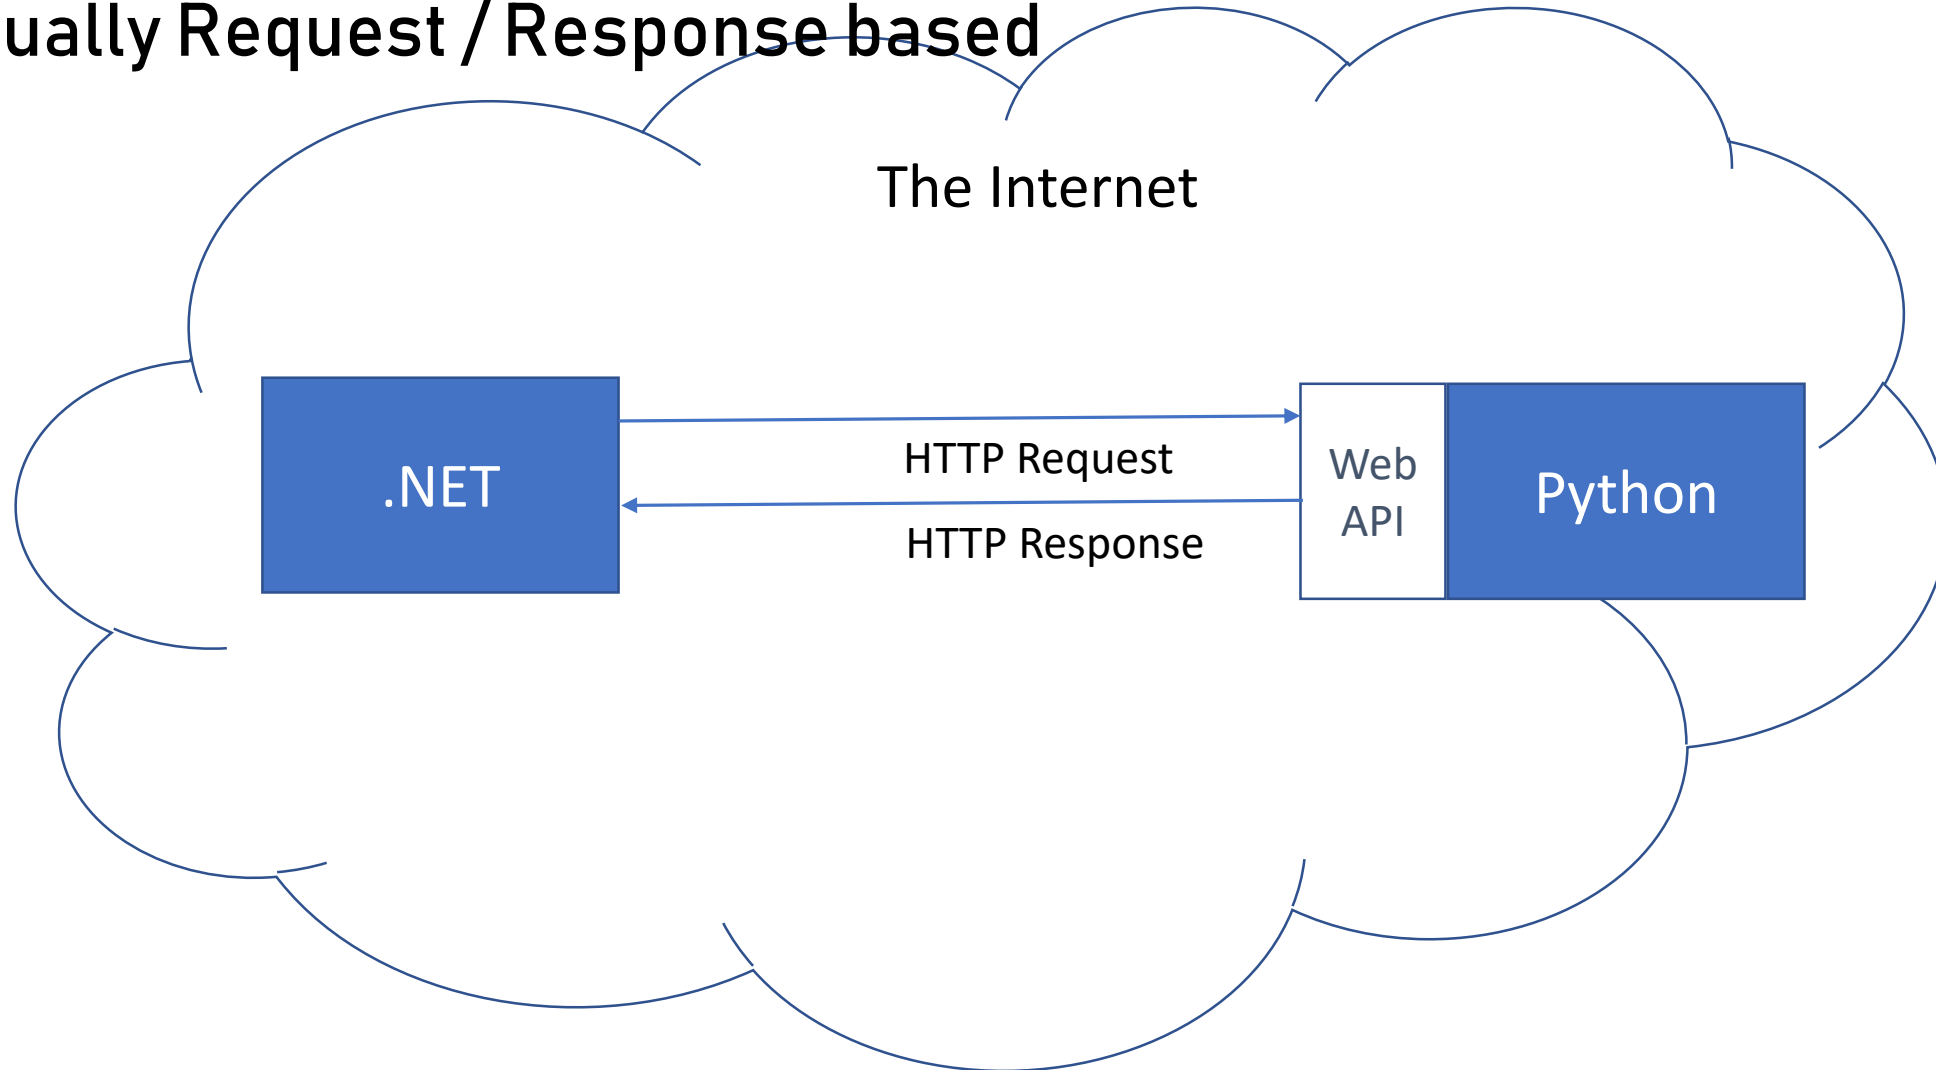 ually Request / Response based
The Internet
.NET
HTTP Request
HTTP Response
Web
API
Python